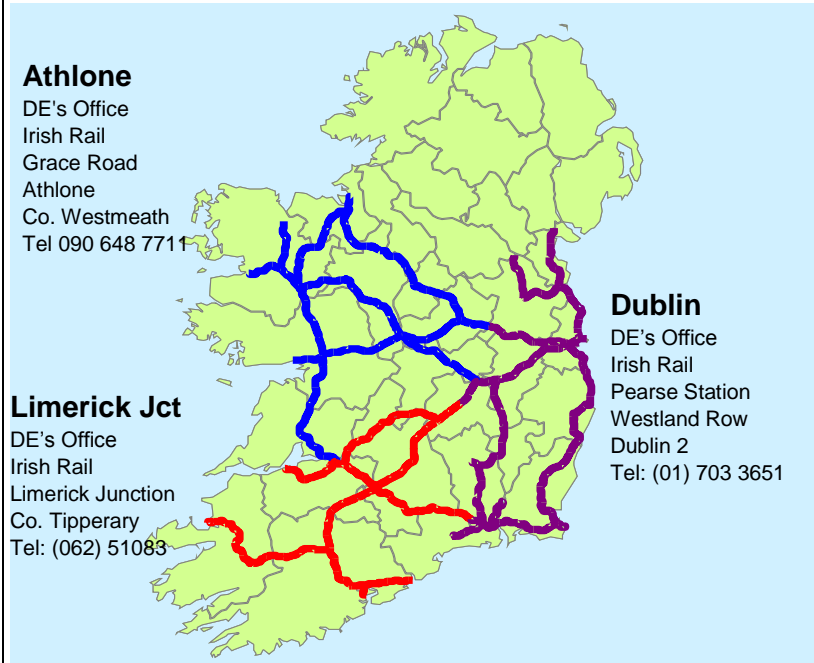 Athlone
DE's Office
Irish Rail
Grace Road
Athlone
Co. Westmeath
Tel 090 648 7711
Dublin
DE's Office
Irish Rail
Pearse Station
Westland Row
Dublin 2
Tel: (01) 703 3651
Limerick Jct
DE's Office
Irish Rail
Limerick Junction
Co. Tipperary
Tel: (062) 51083